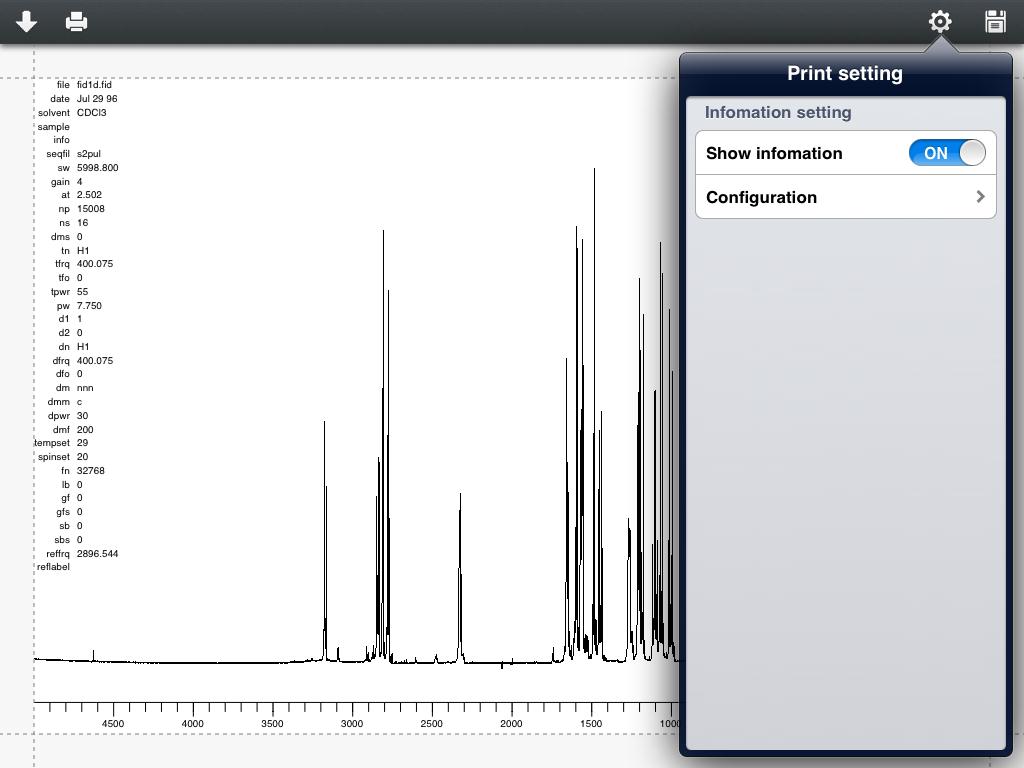 Print setting
Infomation setting
Show infomation ON
Configuration
file fid1d.fid
date Jul 29 96
solvent CDCl3
sample
info
seqfil s2pul
sw 5998.800
gain 4
at 2.502
np 15008
ns 16
dms 0
tn H1
tfrq 400.075
tfo 0
tpwr 55
pw 7.750
d1 1
d2 0
dn H1
dfrq 400.075
dfo 0
dm nnn
dmm c
dpwr 30
dmf 200
tempset 29
spinset 20
fn 32768
lb 0
gf 0
gfs 0
sb 0
sbs 0
reffrq 2896.544
reflabel
4500 4000 3500 3000 2500 2000 1500 1000